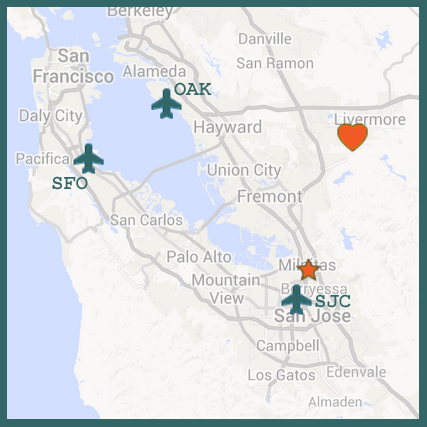 Berkeley
Danville
San
Francisco
San Ramon
Alameda
OAK
Daly City
Livermore
Hayward
Pacifica
SFO
Union City
Fremont
San Carlos
Palo Alto
Milpitas
Mountain
View
Berryessa
SJC
San Jose
Campbell
Los Gatos
Edenvale
Almaden